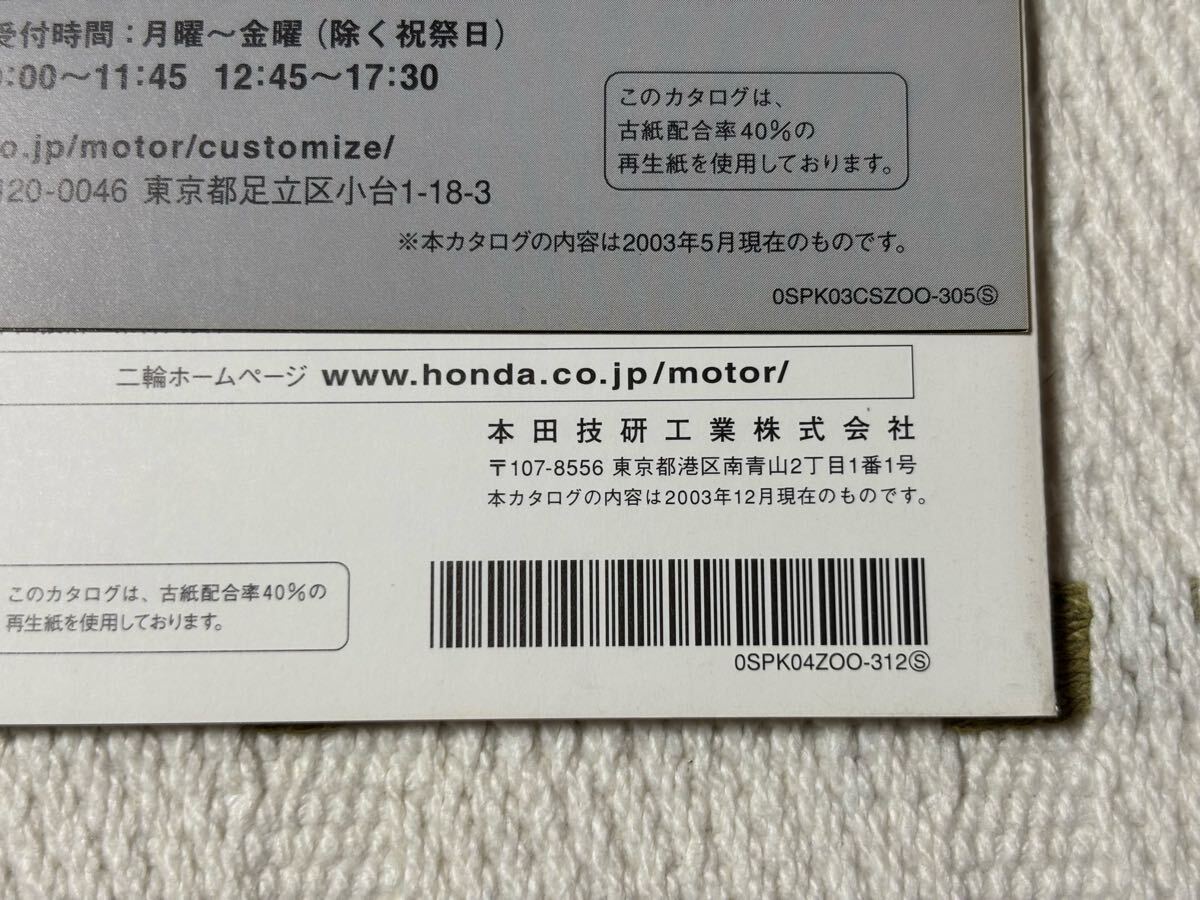 受付時間：月曜～金曜（除く祝祭日）
:00～11:45 12:45～17:30
o.jp/motor/customize/
20-0046 東京都足立区小台1-18-3
このカタログは、
古紙配合率40%の
再生紙を使用しております。
※本カタログの内容は2003年5月現在のものです。
0SPK03CSZOO-305Ⓢ
二輪ホームページ www.honda.co.jp/motor/
本田技研工業株式会社
〒107-8556 東京都港区南青山2丁目1番1号
本カタログの内容は2003年12月現在のものです。
このカタログは、古紙配合率40%の
再生紙を使用しております。
0SPK04ZOO-312Ⓢ